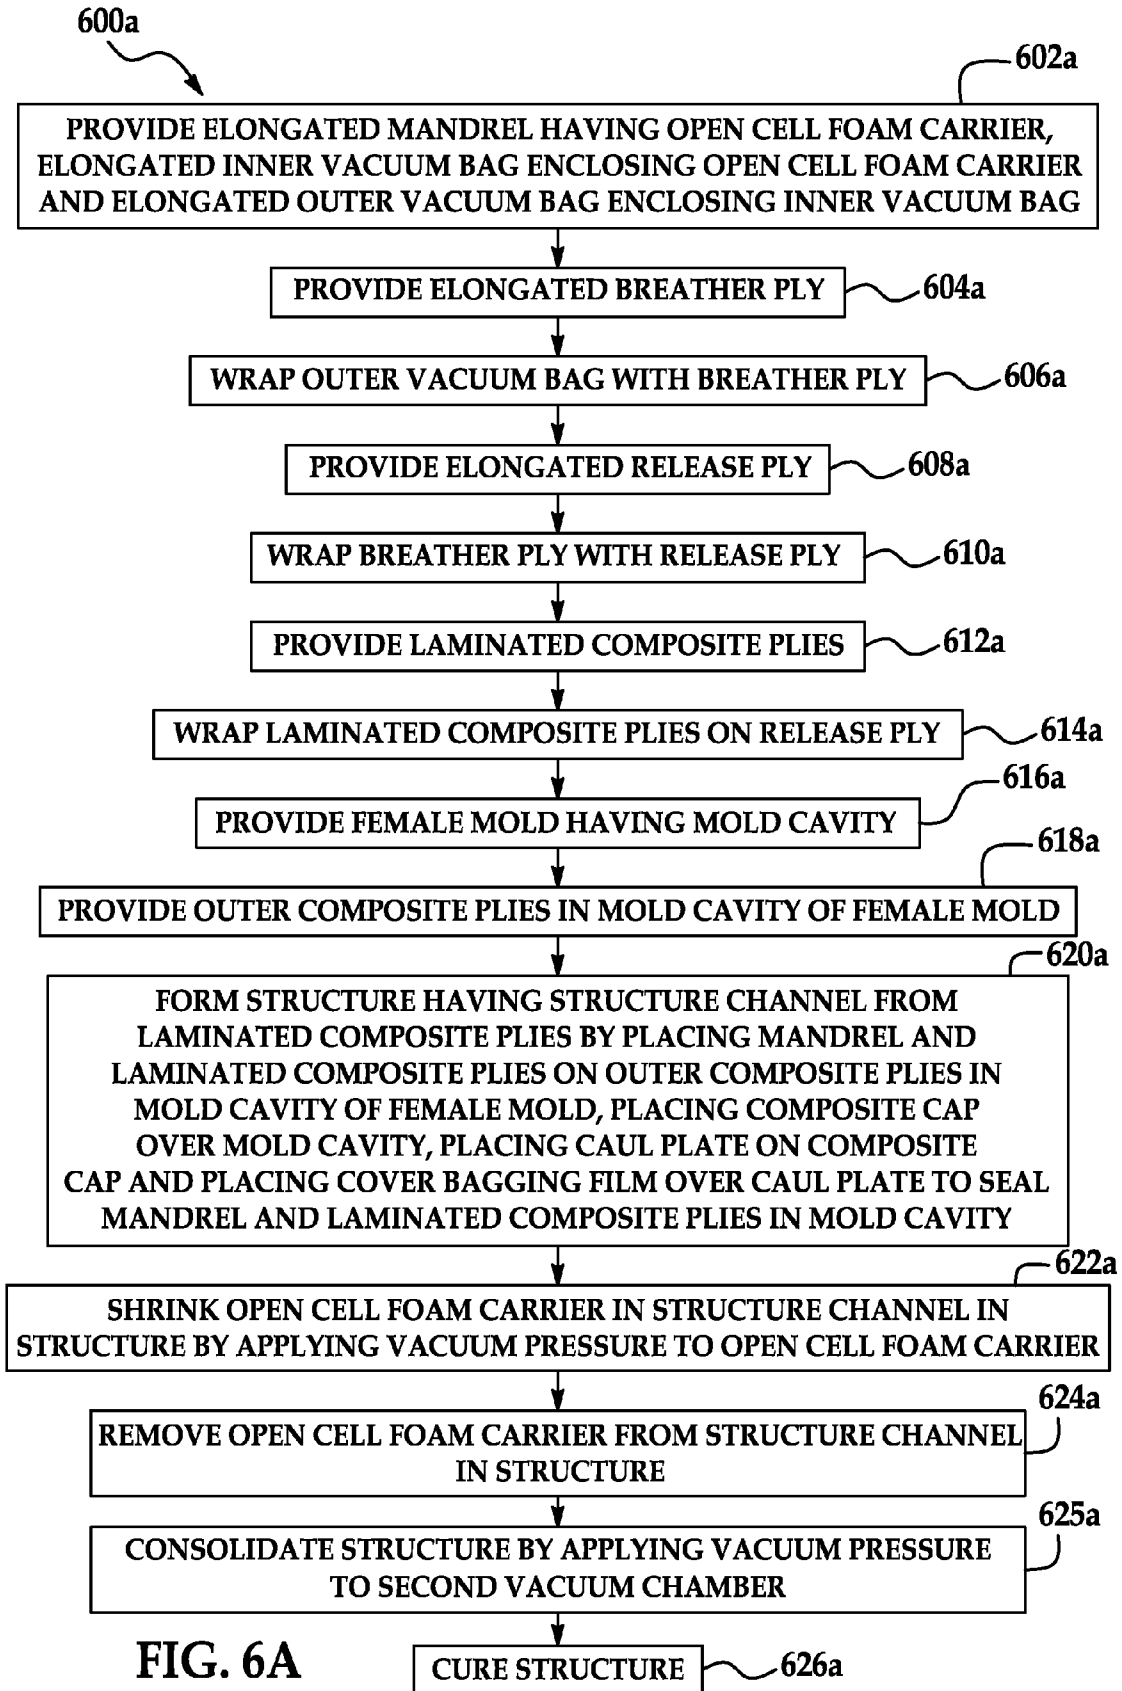 600a
602a
PROVIDE ELONGATED MANDREL HAVING OPEN CELL FOAM CARRIER,
ELONGATED INNER VACUUM BAG ENCLOSING OPEN CELL FOAM CARRIER
AND ELONGATED OUTER VACUUM BAG ENCLOSING INNER VACUUM BAG
PROVIDE ELONGATED BREATHER PLY
604a
WRAP OUTER VACUUM BAG WITH BREATHER PLY
606a
PROVIDE ELONGATED RELEASE PLY
608a
WRAP BREATHER PLY WITH RELEASE PLY
610a
PROVIDE LAMINATED COMPOSITE PLIES
612a
WRAP LAMINATED COMPOSITE PLIES ON RELEASE PLY
614a
616a
PROVIDE FEMALE MOLD HAVING MOLD CAVITY
618a
PROVIDE OUTER COMPOSITE PLIES IN MOLD CAVITY OF FEMALE MOLD
620a
FORM STRUCTURE HAVING STRUCTURE CHANNEL FROM
LAMINATED COMPOSITE PLIES BY PLACING MANDREL AND
LAMINATED COMPOSITE PLIES ON OUTER COMPOSITE PLIES IN
MOLD CAVITY OF FEMALE MOLD, PLACING COMPOSITE CAP
OVER MOLD CAVITY, PLACING CAUL PLATE ON COMPOSITE
CAP AND PLACING COVER BAGGING FILM OVER CAUL PLATE TO SEAL
MANDREL AND LAMINATED COMPOSITE PLIES IN MOLD CAVITY
622a
SHRINK OPEN CELL FOAM CARRIER IN STRUCTURE CHANNEL IN
STRUCTURE BY APPLYING VACUUM PRESSURE TO OPEN CELL FOAM CARRIER
624a
REMOVE OPEN CELL FOAM CARRIER FROM STRUCTURE CHANNEL
IN STRUCTURE
625a
CONSOLIDATE STRUCTURE BY APPLYING VACUUM PRESSURE
TO SECOND VACUUM CHAMBER
FIG. 6A
CURE STRUCTURE
626a